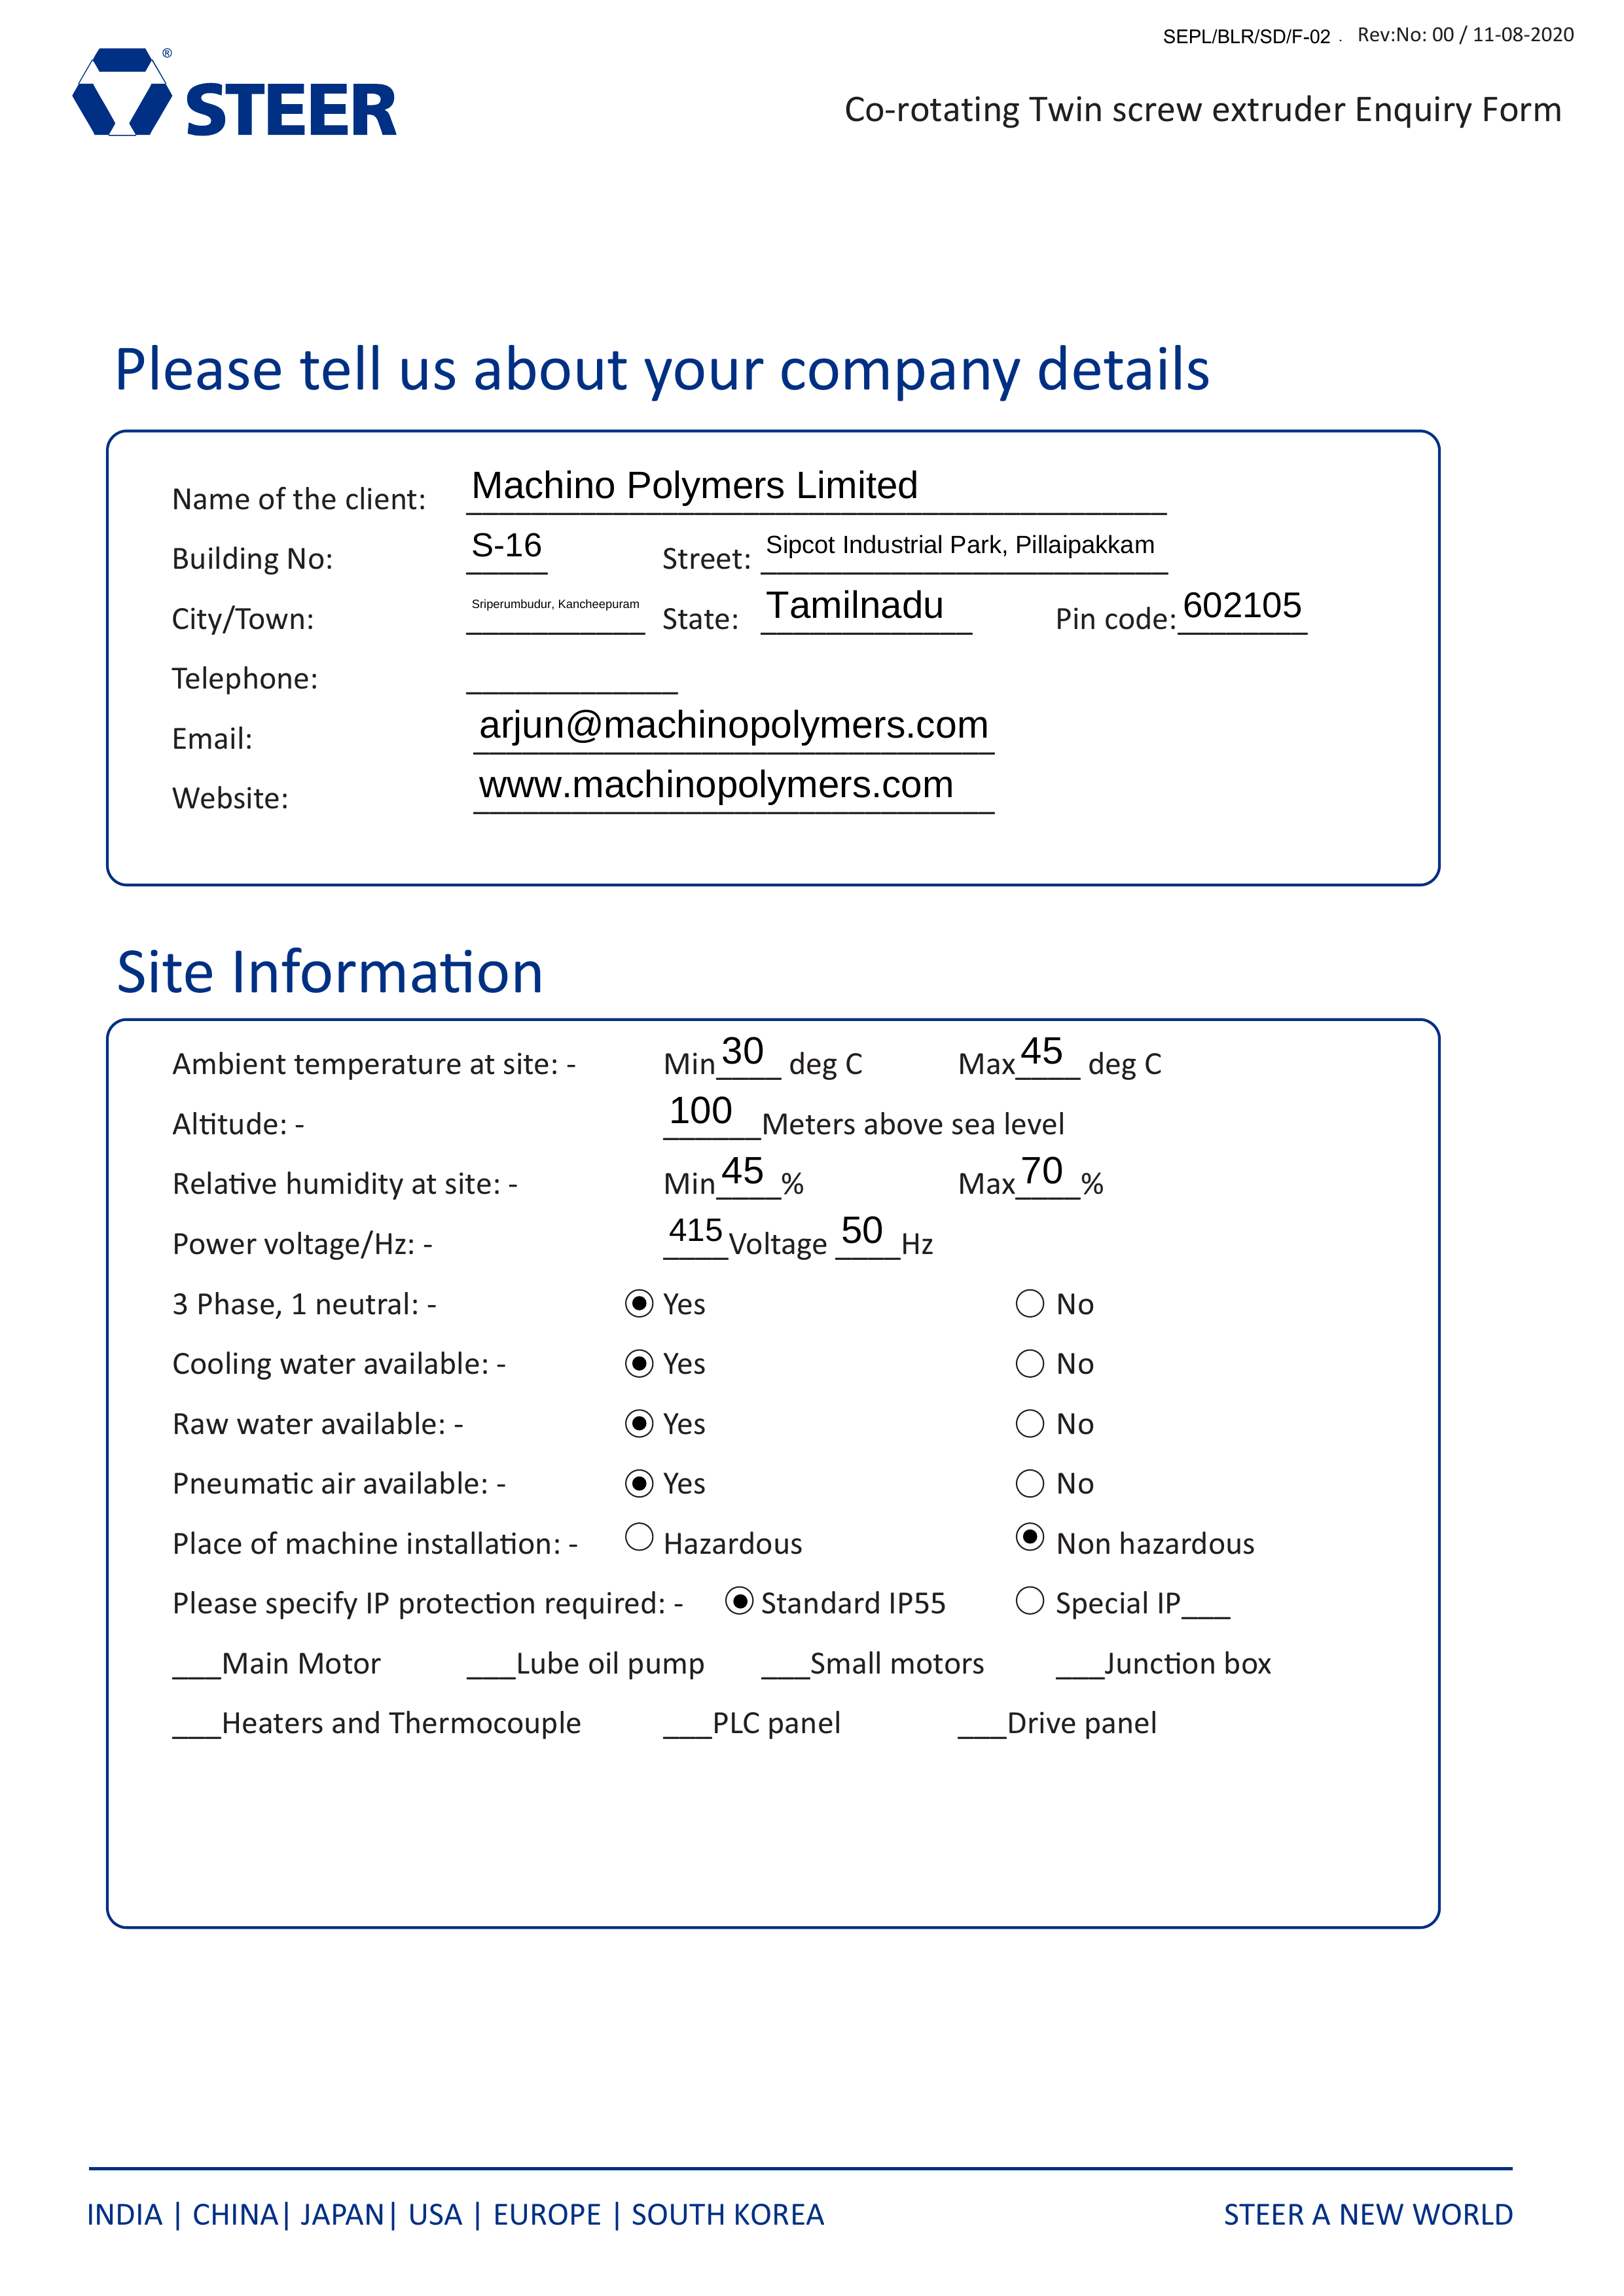 SEPL/BLR/SD/F-02 . Rev:No: 00 / 11-08-2020
® STEER
Co-rotating Twin screw extruder Enquiry Form
Please tell us about your company details
Name of the client: Machino Polymers Limited
Building No: S-16 Street: Sipcot Industrial Park, Pillaipakkam
City/Town: Sriperumbudur, Kancheepuram State: Tamilnadu Pin code: 602105
Telephone: _____________
Email: arjun@machinopolymers.com
Website: www.machinopolymers.com
Site Information
Ambient temperature at site: - Min 30 deg C Max 45 deg C
Altitude: - 100 Meters above sea level
Relative humidity at site: - Min 45 % Max 70 %
Power voltage/Hz: - 415 Voltage 50 Hz
3 Phase, 1 neutral: - Yes No
Cooling water available: - Yes No
Raw water available: - Yes No
Pneumatic air available: - Yes No
Place of machine installation: - Hazardous Non hazardous
Please specify IP protection required: - Standard IP55 Special IP___
___Main Motor ___Lube oil pump ___Small motors ___Junction box
___Heaters and Thermocouple ___PLC panel ___Drive panel
INDIA | CHINA| JAPAN| USA | EUROPE | SOUTH KOREA STEER A NEW WORLD